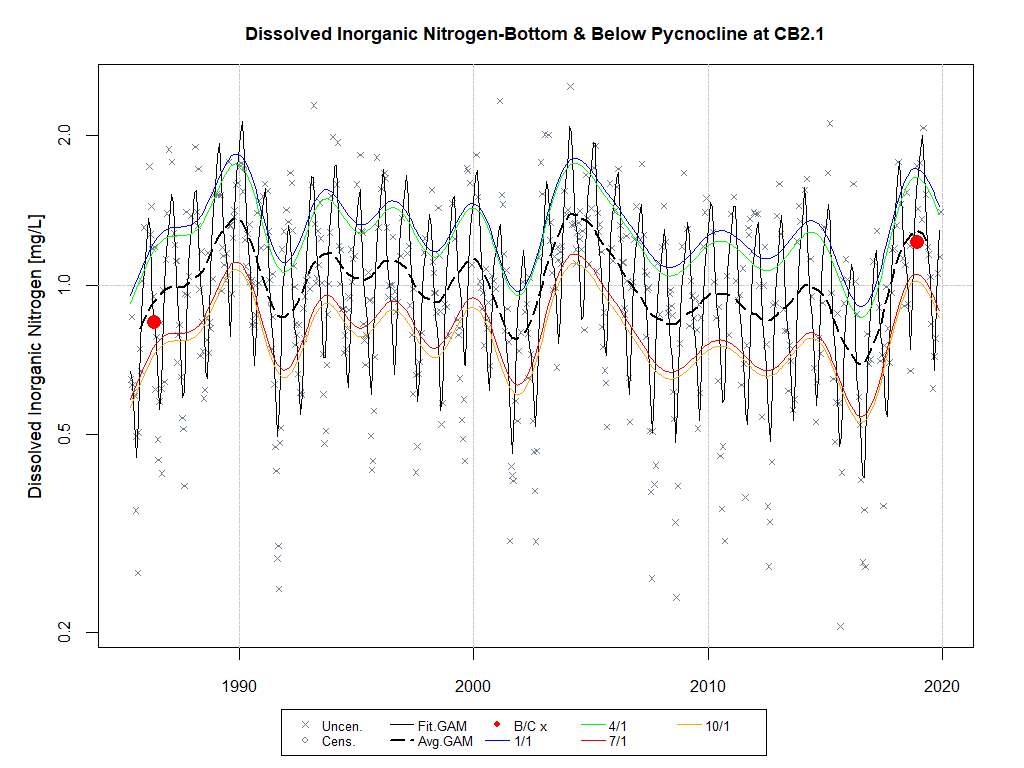 Dissolved Inorganic Nitrogen-Bottom & Below Pycnocline at CB2.1
Dissolved Inorganic Nitrogen [mg/L]
2.0
1.0
0.5
0.2
1990 2000 2010 2020
Uncen. Fit.GAM B/C x 4/1 10/1
Cens. Avg.GAM 1/1 7/1